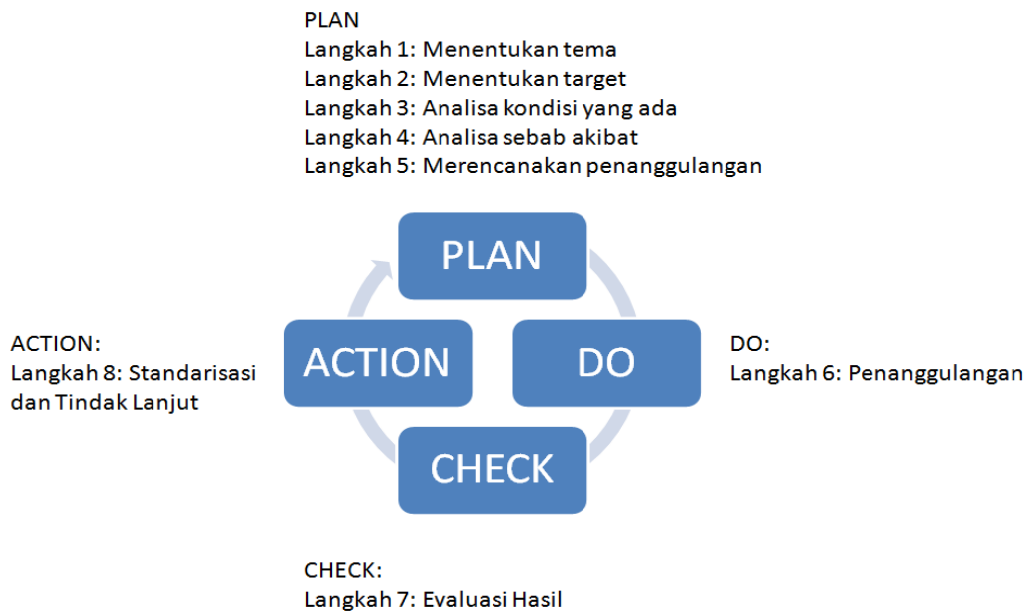 PLAN
Langkah 1: Menentukan tema
Langkah 2: Menentukan target
Langkah 3: Analisa kondisi yang ada
Langkah 4: Analisa sebab akibat
Langkah 5: Merencanakan penanggulangan
PLAN
ACTION:
Langkah 8: Standarisasi
dan Tindak Lanjut
ACTION
DO
DO:
Langkah 6: Penanggulangan
CHECK
CHECK:
Langkah 7: Evaluasi Hasil